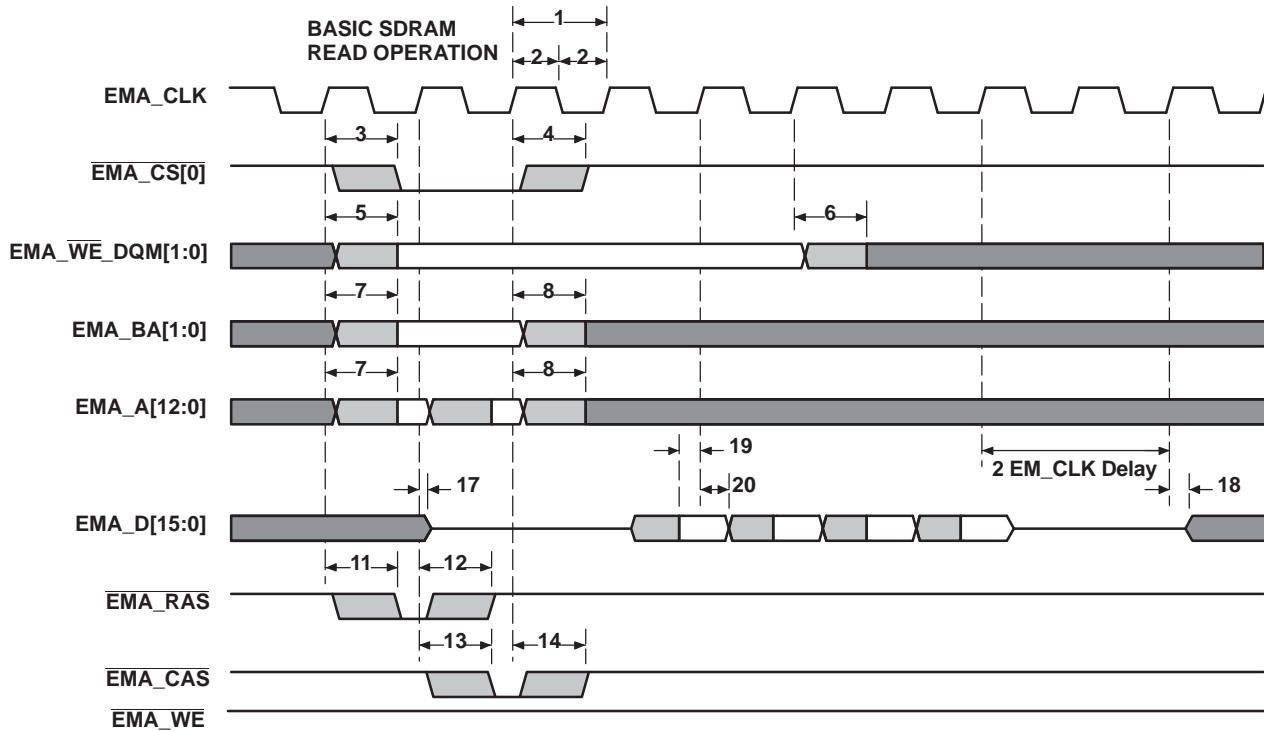 BASIC SDRAM
READ OPERATION
1
2 2
EMA_CLK
3 4
EMA_CS[0]
5 6
EMA_WE_DQM[1:0]
7 8
EMA_BA[1:0]
7 8
EMA_A[12:0]
19
2 EM_CLK Delay
17 20 18
EMA_D[15:0]
11 12
EMA_RAS
13 14
EMA_CAS
EMA_WE